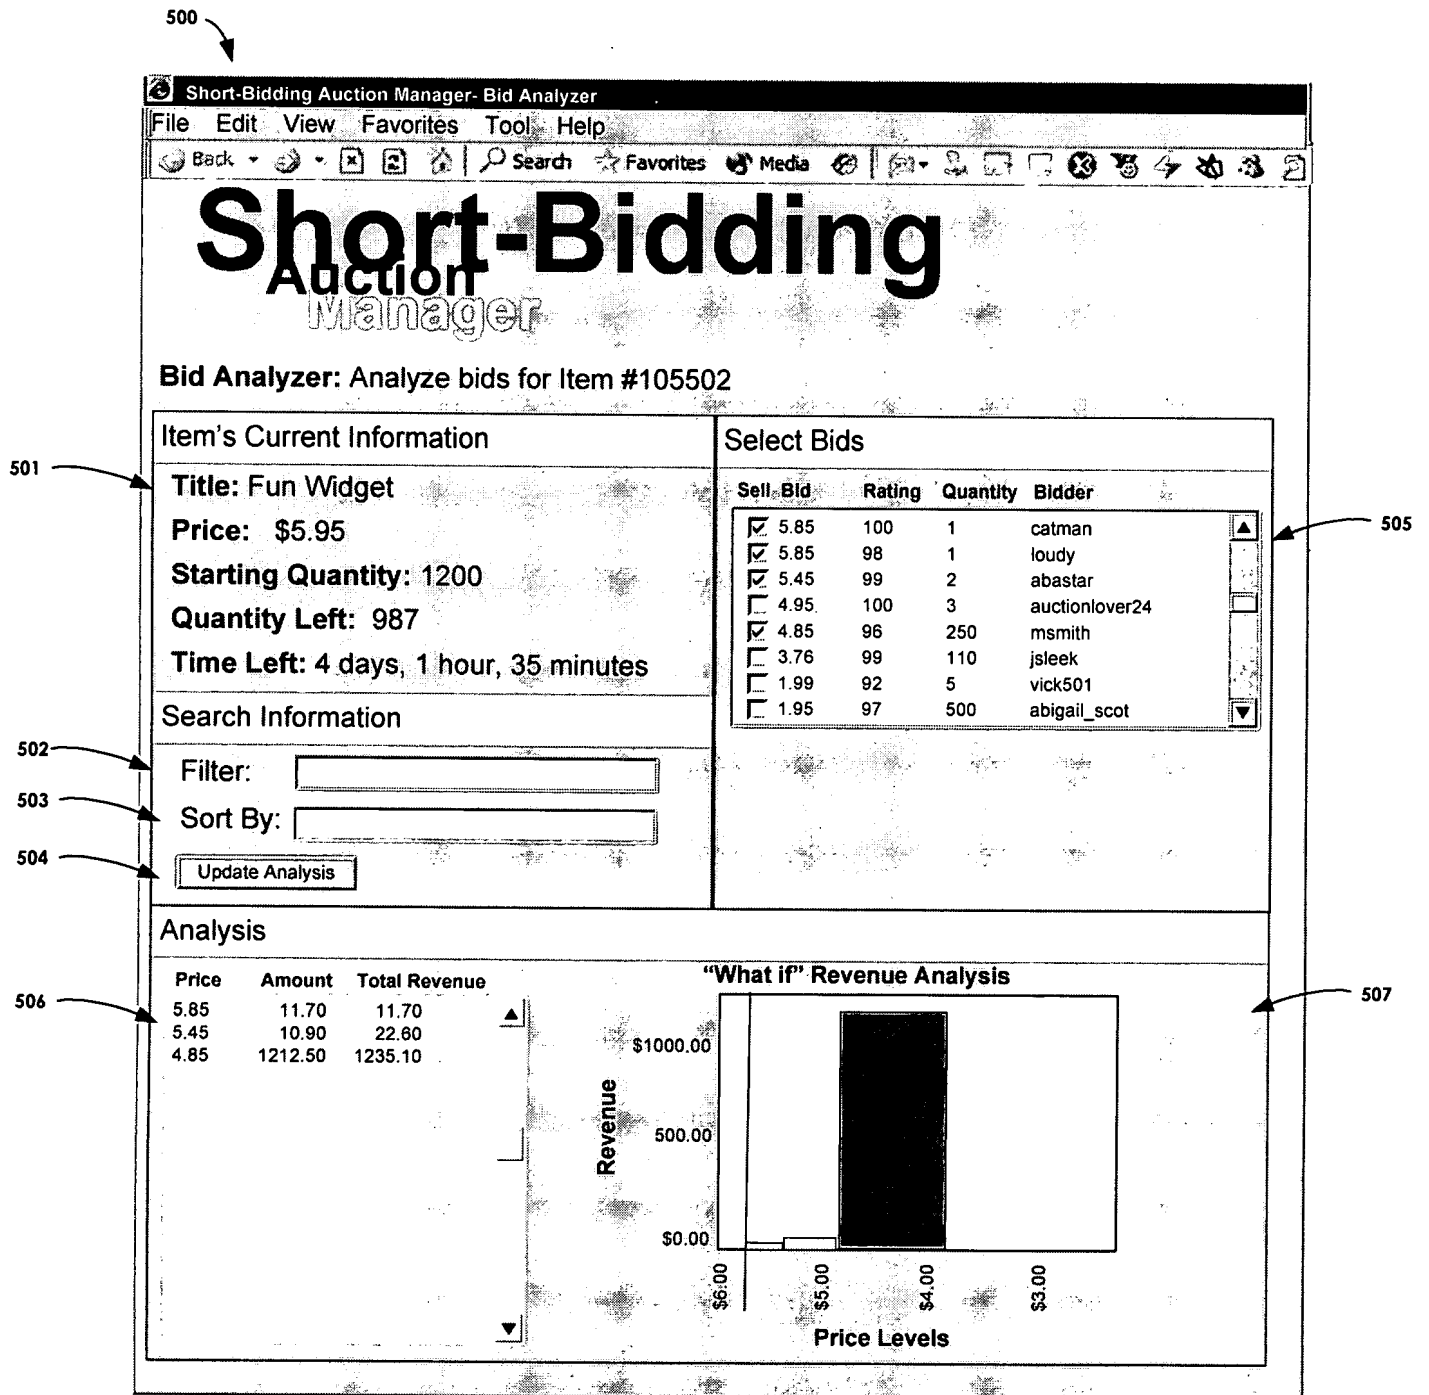 500
Short-Bidding Auction Manager- Bid Analyzer
File Edit View Favorites Tool Help
Back Search Favorites Media
Short-Bidding
Auction
Manager
Bid Analyzer: Analyze bids for Item #105502
Item's Current Information
501
Title: Fun Widget
Price: $5.95
Starting Quantity: 1200
Quantity Left: 987
Time Left: 4 days, 1 hour, 35 minutes
Search Information
502
Filter:
503
Sort By:
504
Update Analysis
Select Bids
Sell Bid Rating Quantity Bidder
505
5.85 100 1 catman
5.85 98 1 loudy
5.45 99 2 abastar
4.95 100 3 auctionlover24
4.85 96 250 msmith
3.76 99 110 jsleek
1.99 92 5 vick501
1.95 97 500 abigail_scot
Analysis
Price Amount Total Revenue
506
5.85 11.70 11.70
5.45 10.90 22.60
4.85 1212.50 1235.10
"What if" Revenue Analysis
507
Revenue
$1000.00
500.00
$0.00
$6.00 $5.00 $4.00 $3.00
Price Levels